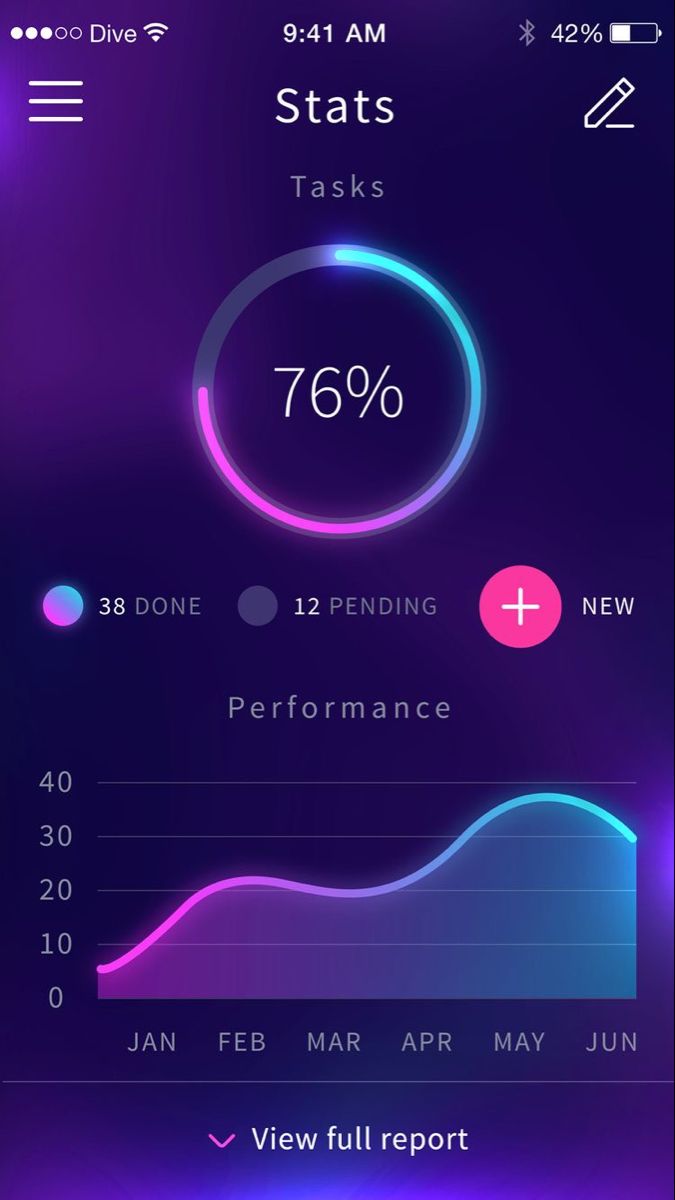 Dive 9:41 AM 42%
Stats
Tasks
76%
38 DONE 12 PENDING NEW
Performance
40
30
20
10
0
JAN FEB MAR APR MAY JUN
View full report